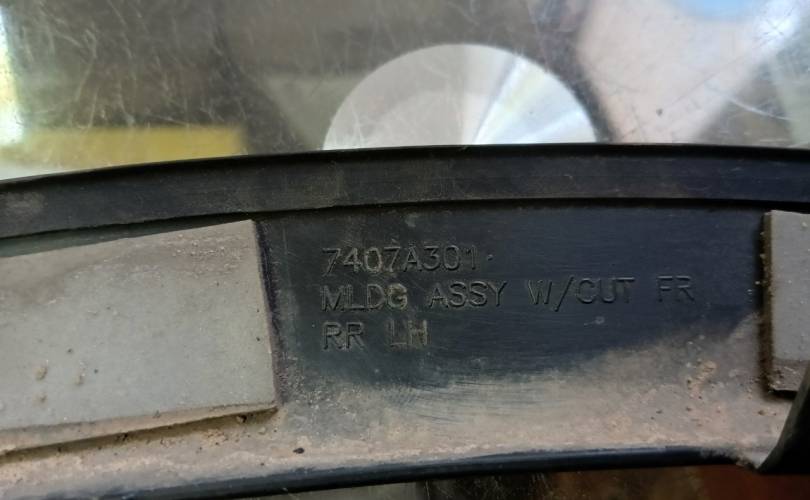 7407A301
MLDG ASSY W/CUT FR
RR LH